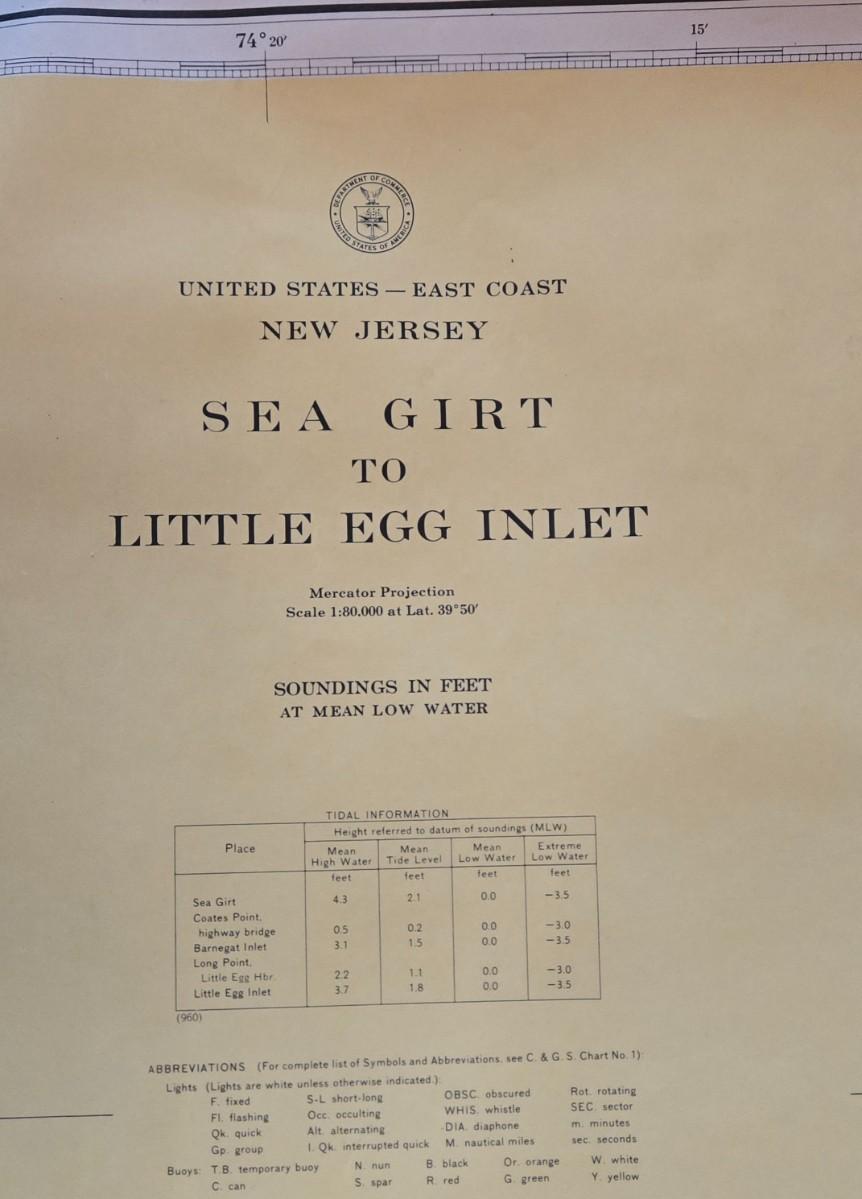 74° 20′ 15′
DEPARTMENT OF COMMERCE
UNITED STATES OF AMERICA
UNITED STATES — EAST COAST
NEW JERSEY
SEA GIRT
TO
LITTLE EGG INLET
Mercator Projection
Scale 1:80.000 at Lat. 39°50′
SOUNDINGS IN FEET
AT MEAN LOW WATER
TIDAL INFORMATION
Place Height referred to datum of soundings (MLW)
Mean High Water Mean Tide Level Mean Low Water Extreme Low Water
feet feet feet feet
Sea Girt 4.3 2.1 0.0 −3.5
Coates Point,
highway bridge 0.5 0.2 0.0 −3.0
Barnegat Inlet 3.1 1.5 0.0 −3.5
Long Point,
Little Egg Hbr. 2.2 1.1 0.0 −3.0
Little Egg Inlet 3.7 1.8 0.0 −3.5
(960)
ABBREVIATIONS (For complete list of Symbols and Abbreviations, see C. & G. S. Chart No. 1):
Lights (Lights are white unless otherwise indicated.):
F. fixed S-L short-long OBSC. obscured Rot. rotating
Fl. flashing Occ. occulting WHIS. whistle SEC. sector
Qk. quick Alt. alternating DIA. diaphone m. minutes
Gp. group I. Qk. interrupted quick M. nautical miles sec. seconds
Buoys: T.B. temporary buoy N. nun B. black Or. orange W. white
C. can S. spar R. red G. green Y. yellow